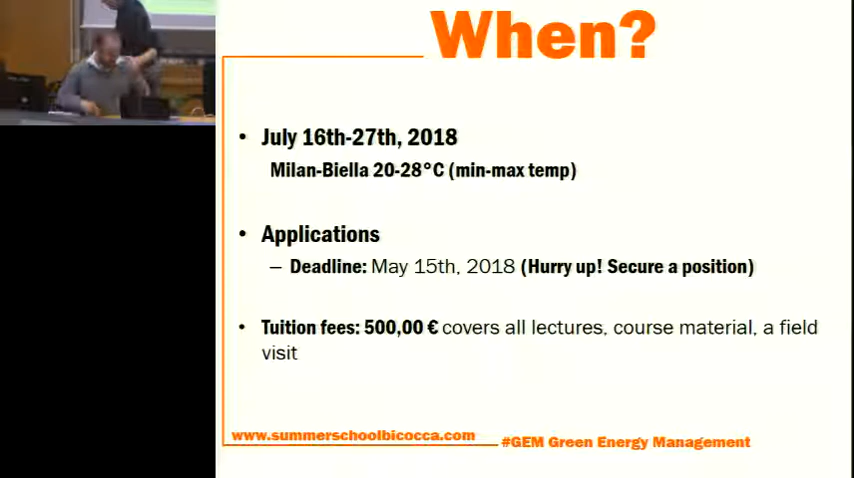 When?
• July 16th-27th, 2018
Milan-Biella 20-28°C (min-max temp)
• Applications
– Deadline: May 15th, 2018 (Hurry up! Secure a position)
• Tuition fees: 500,00 € covers all lectures, course material, a field
visit
www.summerschoolbicocca.com
#GEM Green Energy Management